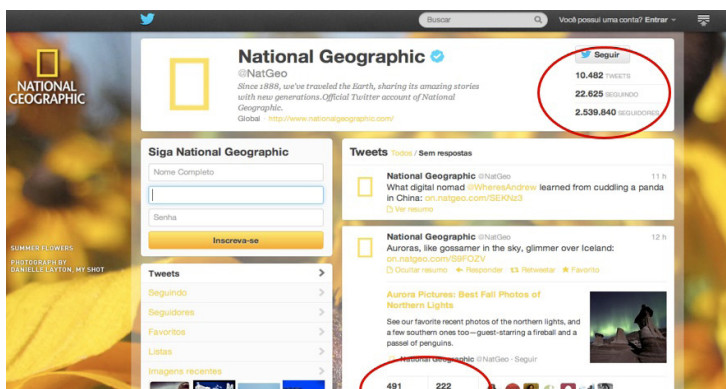 Buscar
Você possui uma conta? Entrar
NATIONAL
GEOGRAPHIC
National Geographic
@NatGeo
Since 1888, we've traveled the Earth, sharing its amazing stories
with new generations.Official Twitter account of National
Geographic.
Global · http://www.nationalgeographic.com/
Seguir
10.482 TWEETS
22.625 SEGUINDO
2.539.840 SEGUIDORES
Siga National Geographic
Nome Completo
Senha
Inscreva-se
SUMMER FLOWERS
PHOTOGRAPH BY
DANIELLE LAYTON, MY SHOT
Tweets
Seguindo
Seguidores
Favoritos
Listas
Imagens recentes
Tweets Todos / Sem respostas
National Geographic @NatGeo 11 h
What digital nomad @WheresAndrew learned from cuddling a panda
in China: on.natgeo.com/SEKNz3
Ver resumo
National Geographic @NatGeo 12 h
Auroras, like gossamer in the sky, glimmer over Iceland:
on.natgeo.com/S9FOZV
Ocultar resumo Responder Retweetar Favorito
Aurora Pictures: Best Fall Photos of
Northern Lights
See our favorite recent photos of the northern lights, and
a few southern ones too—guest-starring a fireball and a
passel of penguins.
National Geographic @NatGeo · Seguir
491 222